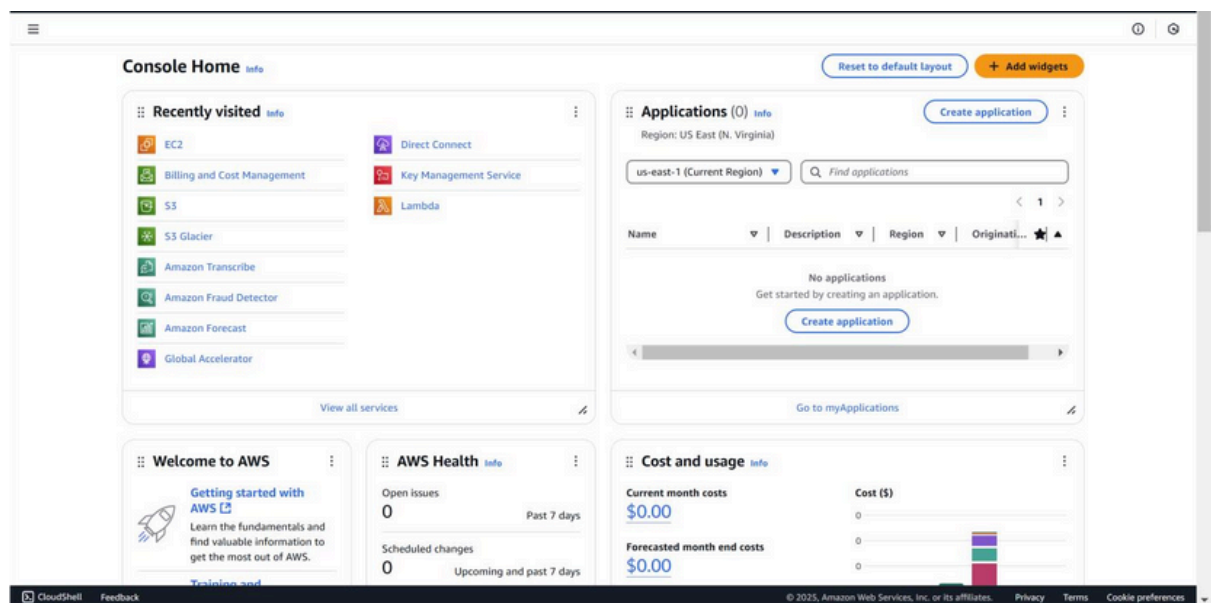 Console Home Info
Reset to default layout
+ Add widgets
Recently visited Info
EC2
Billing and Cost Management
S3
S3 Glacier
Amazon Transcribe
Amazon Fraud Detector
Amazon Forecast
Global Accelerator
Direct Connect
Key Management Service
Lambda
View all services
Applications (0) Info
Create application
Region: US East (N. Virginia)
us-east-1 (Current Region)
Find applications
1
Name Description Region Originati...
No applications
Get started by creating an application.
Create application
Go to myApplications
Welcome to AWS
Getting started with
AWS
Learn the fundamentals and
find valuable information to
get the most out of AWS.
Training and
AWS Health Info
Open issues
0 Past 7 days
Scheduled changes
0 Upcoming and past 7 days
Cost and usage Info
Current month costs
$0.00
Forecasted month end costs
$0.00
Cost ($)
0
0
0
CloudShell Feedback
© 2025, Amazon Web Services, Inc. or its affiliates. Privacy Terms Cookie preferences